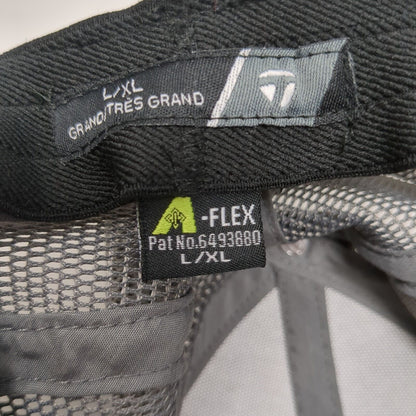 L/XL
GRAND/TRÈS GRAND
A-FLEX
Pat No.6493880
L/XL